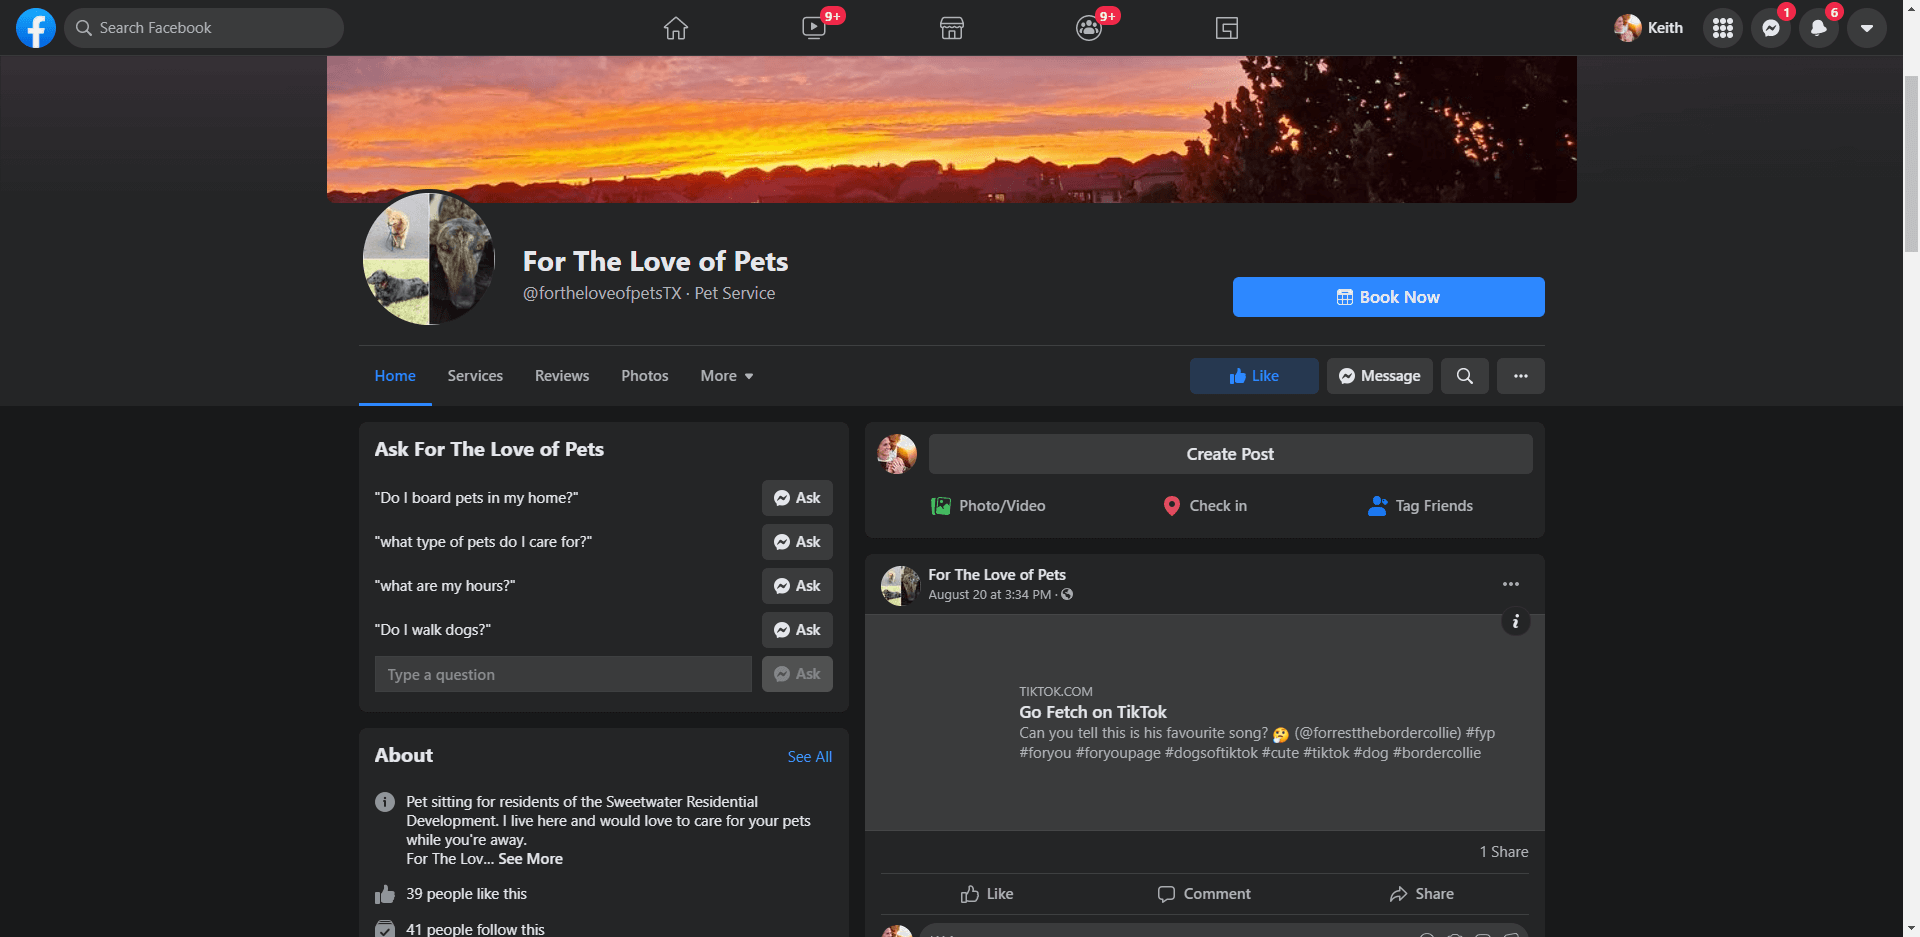 Search Facebook
9+
9+
Keith
1
6
For The Love of Pets
@fortheloveofpetsTX · Pet Service
Book Now
Home
Services
Reviews
Photos
More
Like
Message
Ask For The Love of Pets
"Do I board pets in my home?"
Ask
"what type of pets do I care for?"
Ask
"what are my hours?"
Ask
"Do I walk dogs?"
Ask
Type a question
Ask
About
See All
Pet sitting for residents of the Sweetwater Residential
Development. I live here and would love to care for your pets
while you're away.
For The Lov... See More
39 people like this
41 people follow this
Create Post
Photo/Video
Check in
Tag Friends
For The Love of Pets
August 20 at 3:34 PM ·
TIKTOK.COM
Go Fetch on TikTok
Can you tell this is his favourite song? 🤔 (@forrestthebordercollie) #fyp
#foryou #foryoupage #dogsoftiktok #cute #tiktok #dog #bordercollie
1 Share
Like
Comment
Share